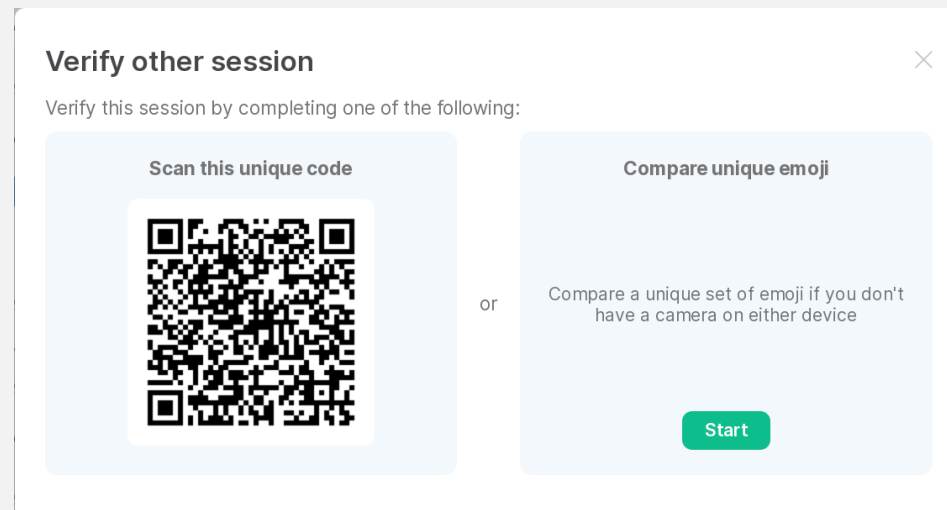 Verify other session
Verify this session by completing one of the following:
Scan this unique code
or
Compare unique emoji
Compare a unique set of emoji if you don't
have a camera on either device
Start